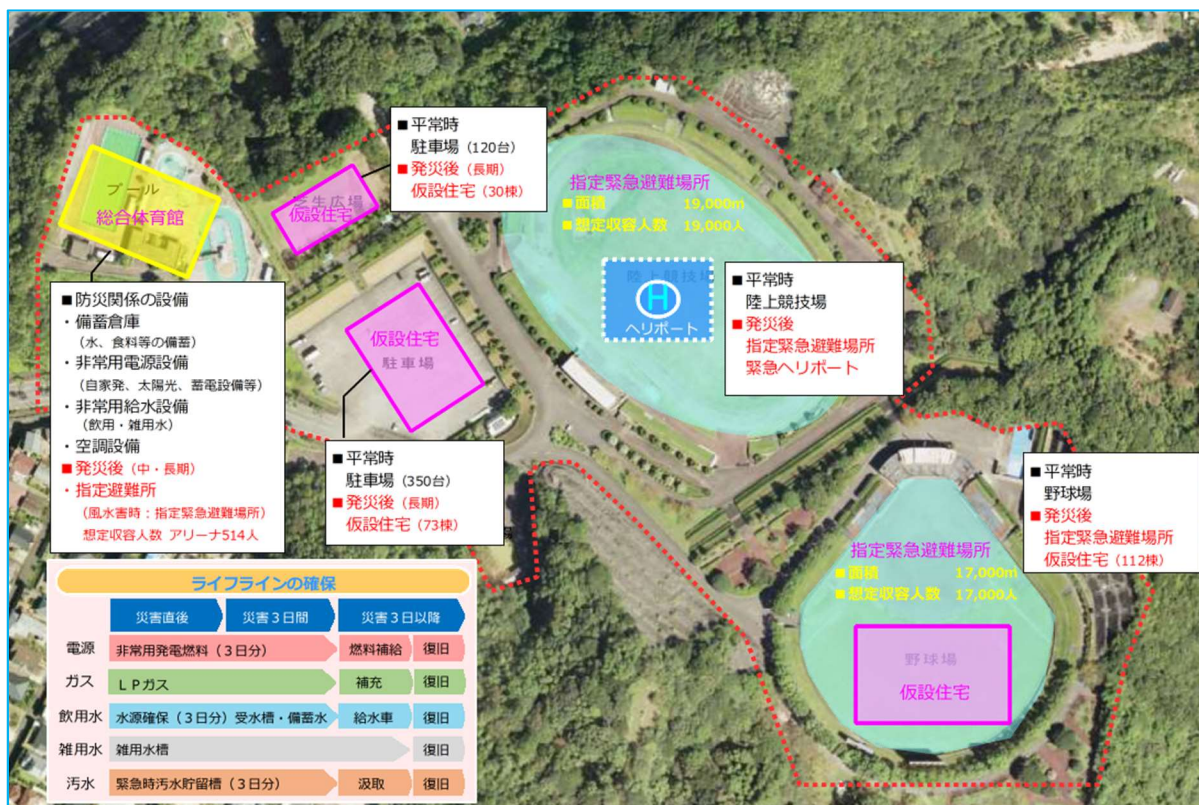 プール
総合体育館
芝生広場
仮設住宅
■平常時
駐車場（120台）
■発災後（長期）
仮設住宅（30棟）
指定緊急避難場所
■面積 19,000m
■想定収容人数 19,000人
陸上競技場
H
ヘリポート
■平常時
陸上競技場
■発災後
指定緊急避難場所
緊急ヘリポート
■防災関係の設備
・備蓄倉庫
（水、食料等の備蓄）
・非常用電源設備
（自家発、太陽光、蓄電設備等）
・非常用給水設備
（飲用・雑用水）
・空調設備
■発災後（中・長期）
・指定避難所
（風水害時：指定緊急避難場所）
想定収容人数 アリーナ514人
仮設住宅
駐車場
■平常時
駐車場（350台）
■発災後（長期）
仮設住宅（73棟）
■平常時
野球場
■発災後
指定緊急避難場所
仮設住宅（112棟）
指定緊急避難場所
■面積 17,000m
■想定収容人数 17,000人
野球場
仮設住宅
ライフラインの確保
災害直後 災害３日間 災害３日以降
電源 非常用発電燃料（３日分） 燃料補給 復旧
ガス ＬＰガス 補充 復旧
飲用水 水源確保（３日分）受水槽・備蓄水 給水車 復旧
雑用水 雑用水槽 復旧
汚水 緊急時汚水貯留槽（３日分） 汲取 復旧